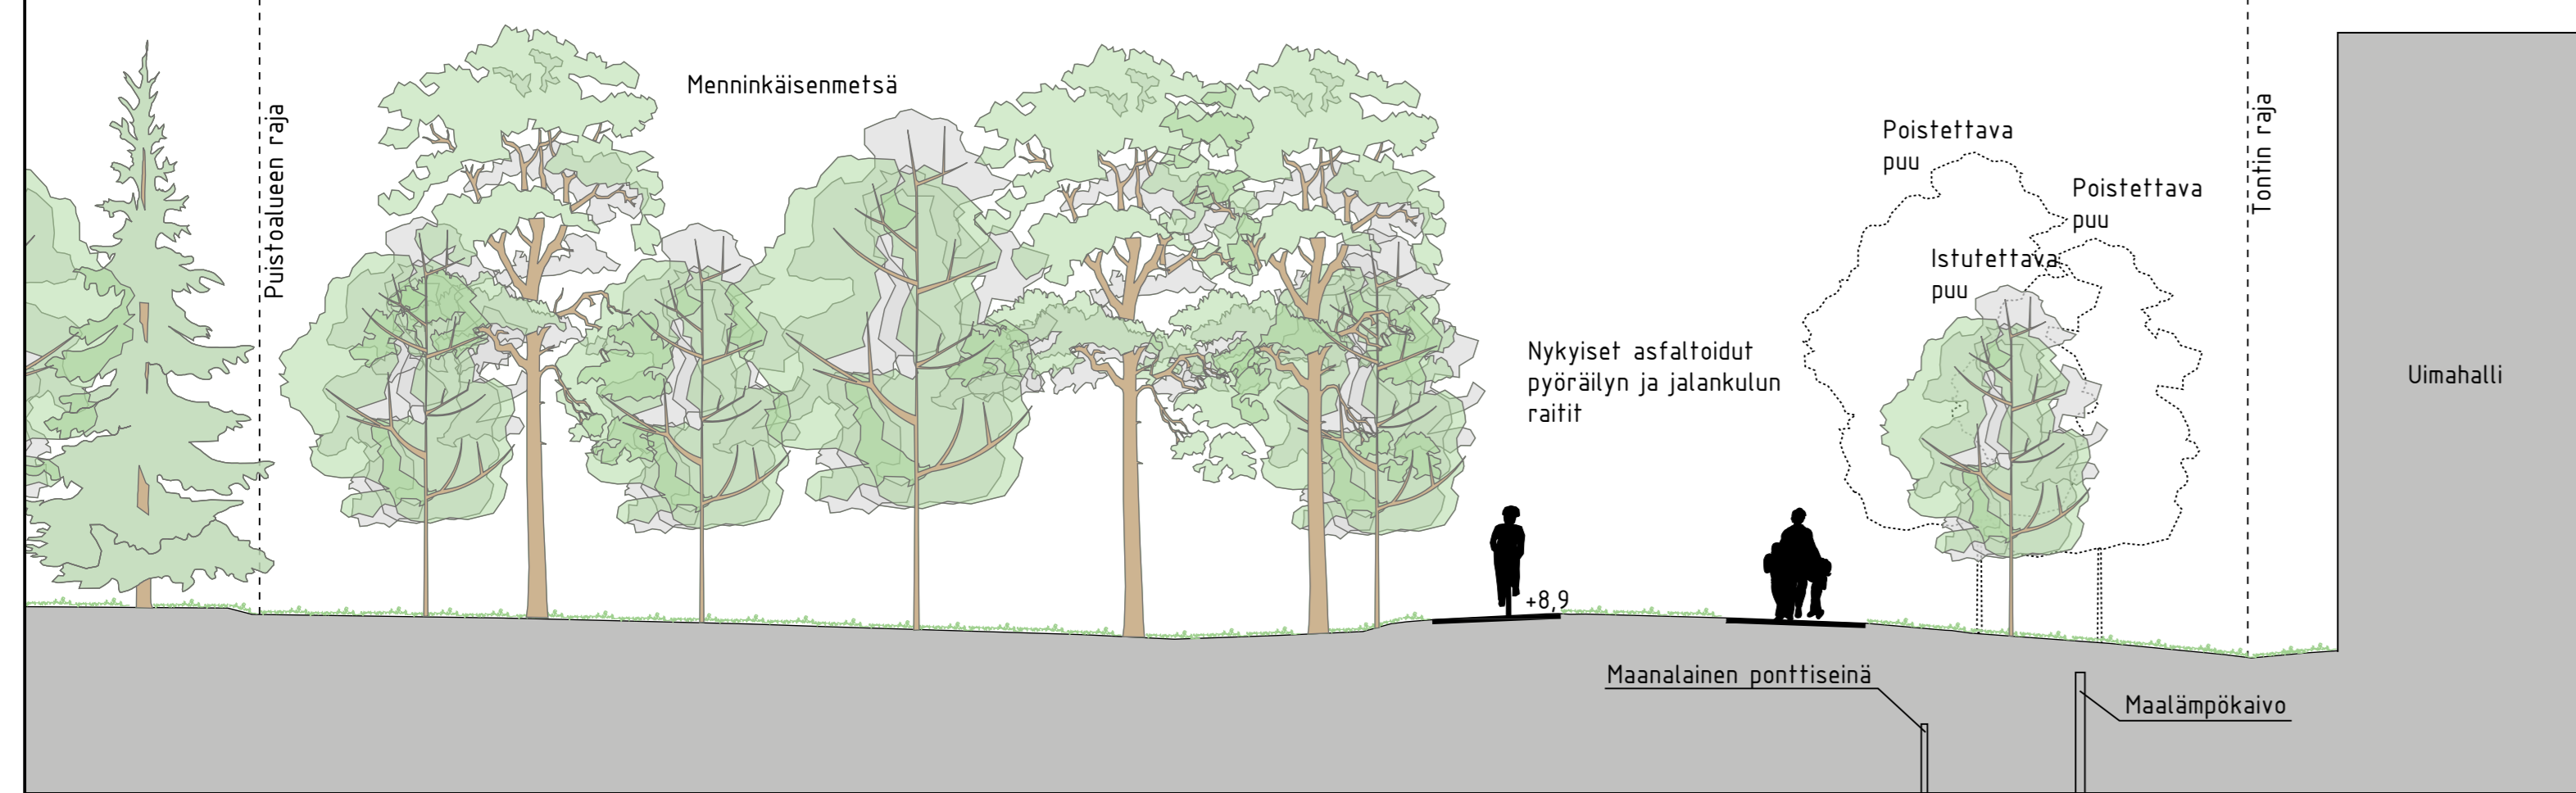 Puistoalueen raja
Menninkäisenmetsä
Nykyiset asfaltoidut
pyöräilyn ja jalankulun
raitit
+8,9
Poistettava
puu
Poistettava
puu
Istutettava
puu
Tontin raja
Uimahalli
Maanalainen ponttiseinä
Maalämpökaivo